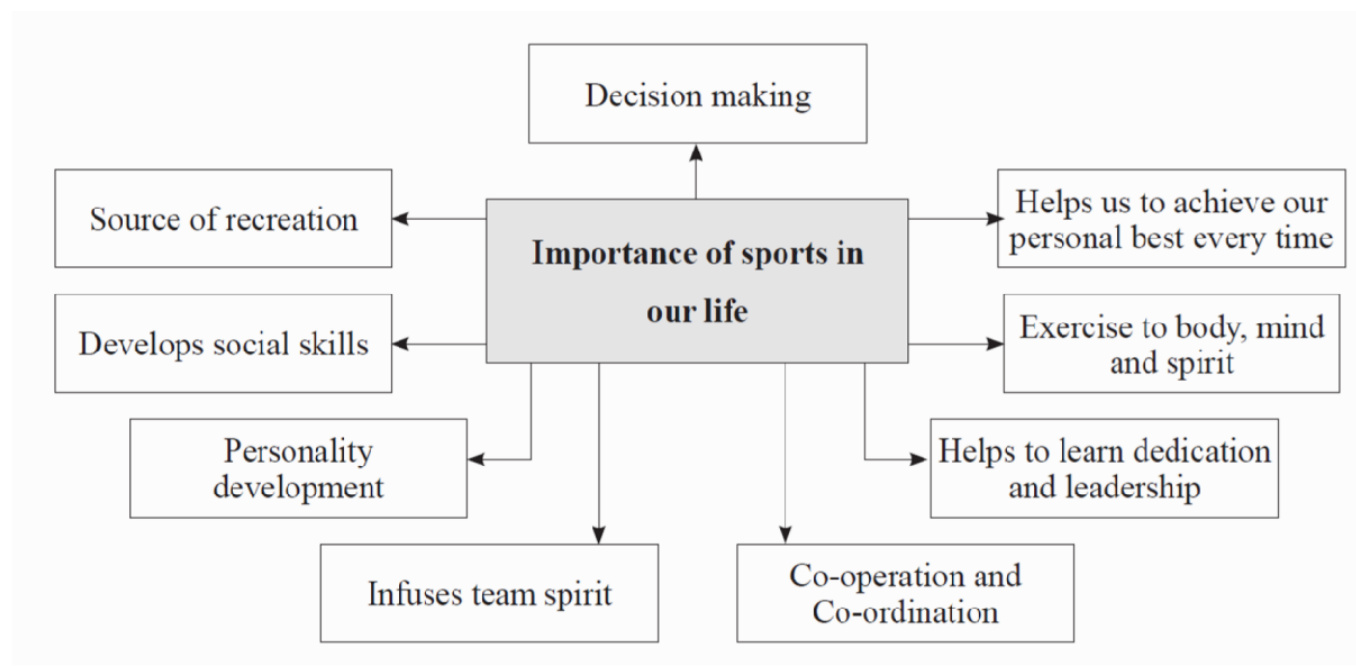 Decision making
Source of recreation
Helps us to achieve our
personal best every time
Importance of sports in
our life
Develops social skills
Exercise to body, mind
and spirit
Personality
development
Helps to learn dedication
and leadership
Infuses team spirit
Co-operation and
Co-ordination